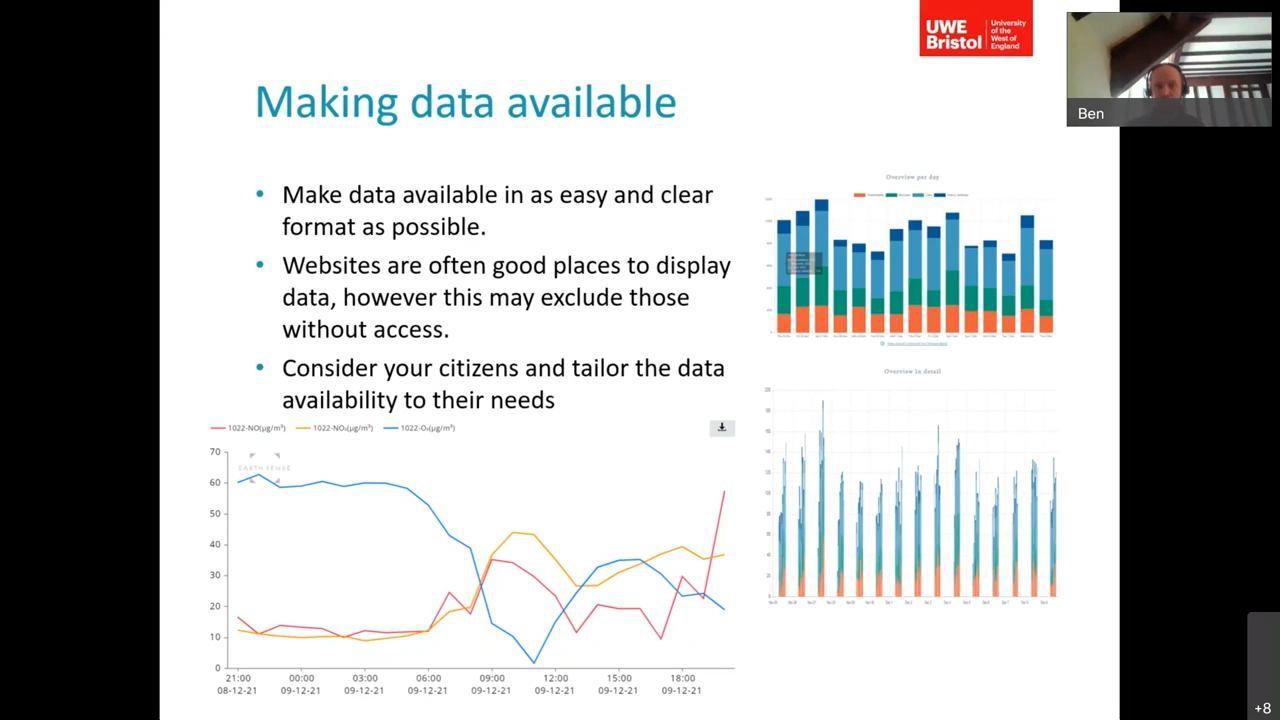 UWE
Bristol
University
of the
West of
England
Ben
Making data available
• Make data available in as easy and clear
format as possible.
• Websites are often good places to display
data, however this may exclude those
without access.
• Consider your citizens and tailor the data
availability to their needs
Overview per day
Overview in detail
1022-NO(μg/m³) 1022-NO₂(μg/m³) 1022-O₃(μg/m³)
EARTH SENSE
70
60
50
40
30
20
10
0
21:00 00:00 03:00 06:00 09:00 12:00 15:00 18:00
08-12-21 09-12-21 09-12-21 09-12-21 09-12-21 09-12-21 09-12-21 09-12-21
+8